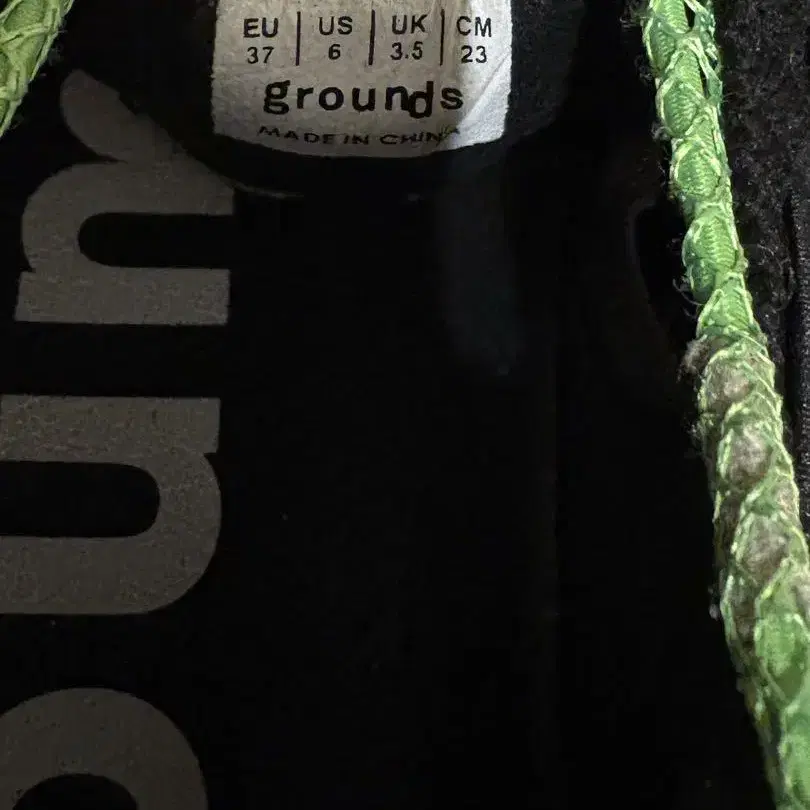 EU | US | UK | CM
37 | 6 | 3.5 | 23
grounds
MADE IN CHINA